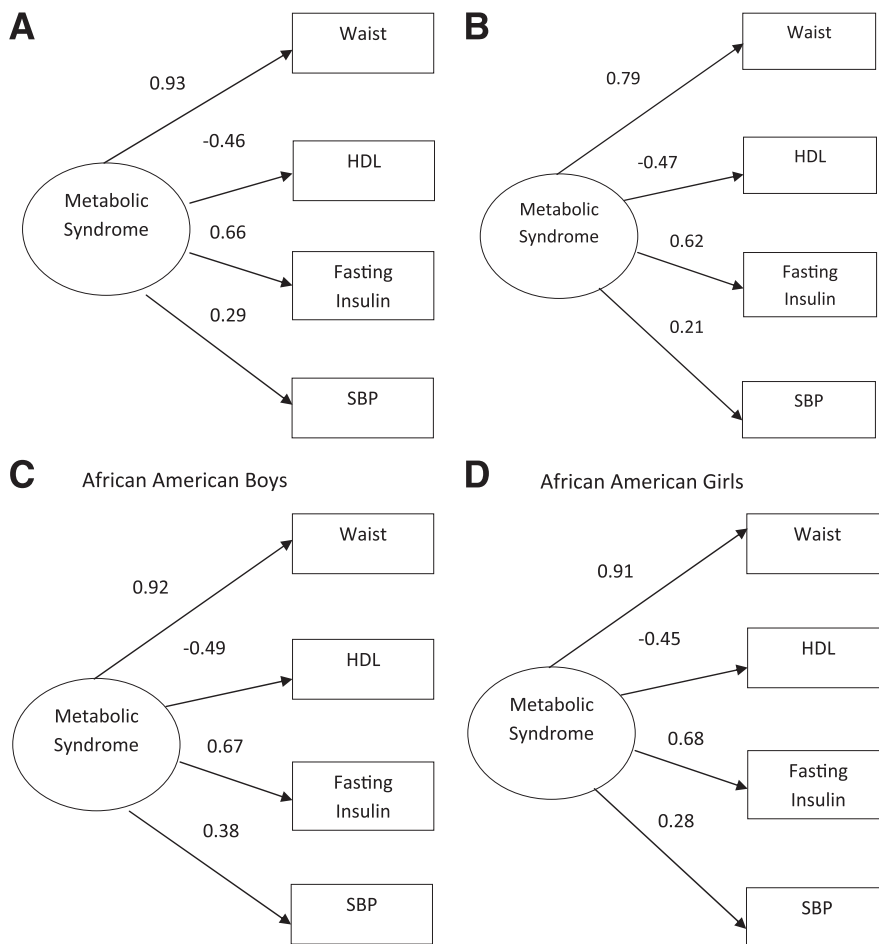 A
Waist
0.93
-0.46
HDL
Metabolic
Syndrome
0.66
Fasting
Insulin
0.29
SBP
B
Waist
0.79
-0.47
HDL
Metabolic
Syndrome
0.62
Fasting
Insulin
0.21
SBP
C
African American Boys
Waist
0.92
-0.49
HDL
Metabolic
Syndrome
0.67
Fasting
Insulin
0.38
SBP
D
African American Girls
Waist
0.91
-0.45
HDL
Metabolic
Syndrome
0.68
Fasting
Insulin
0.28
SBP